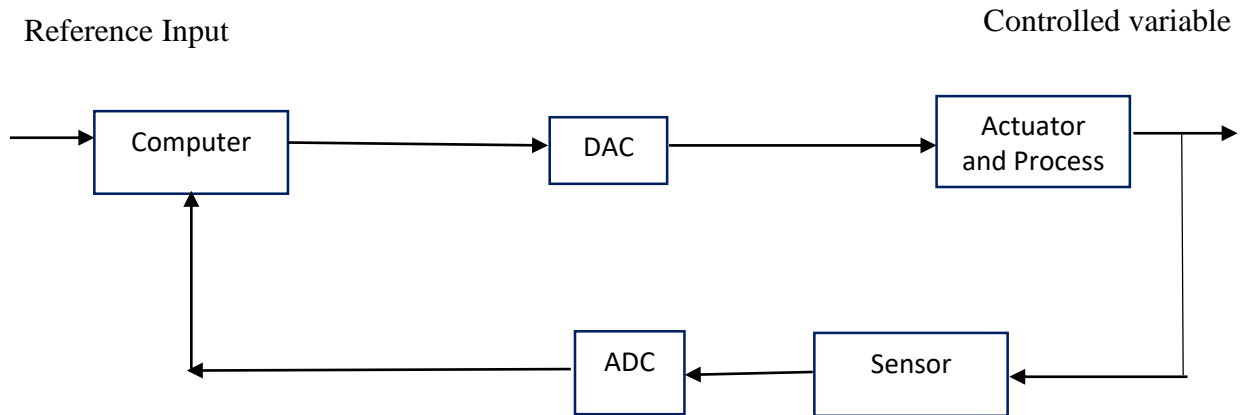 Reference Input
Controlled variable
Computer
DAC
Actuator
and Process
ADC
Sensor